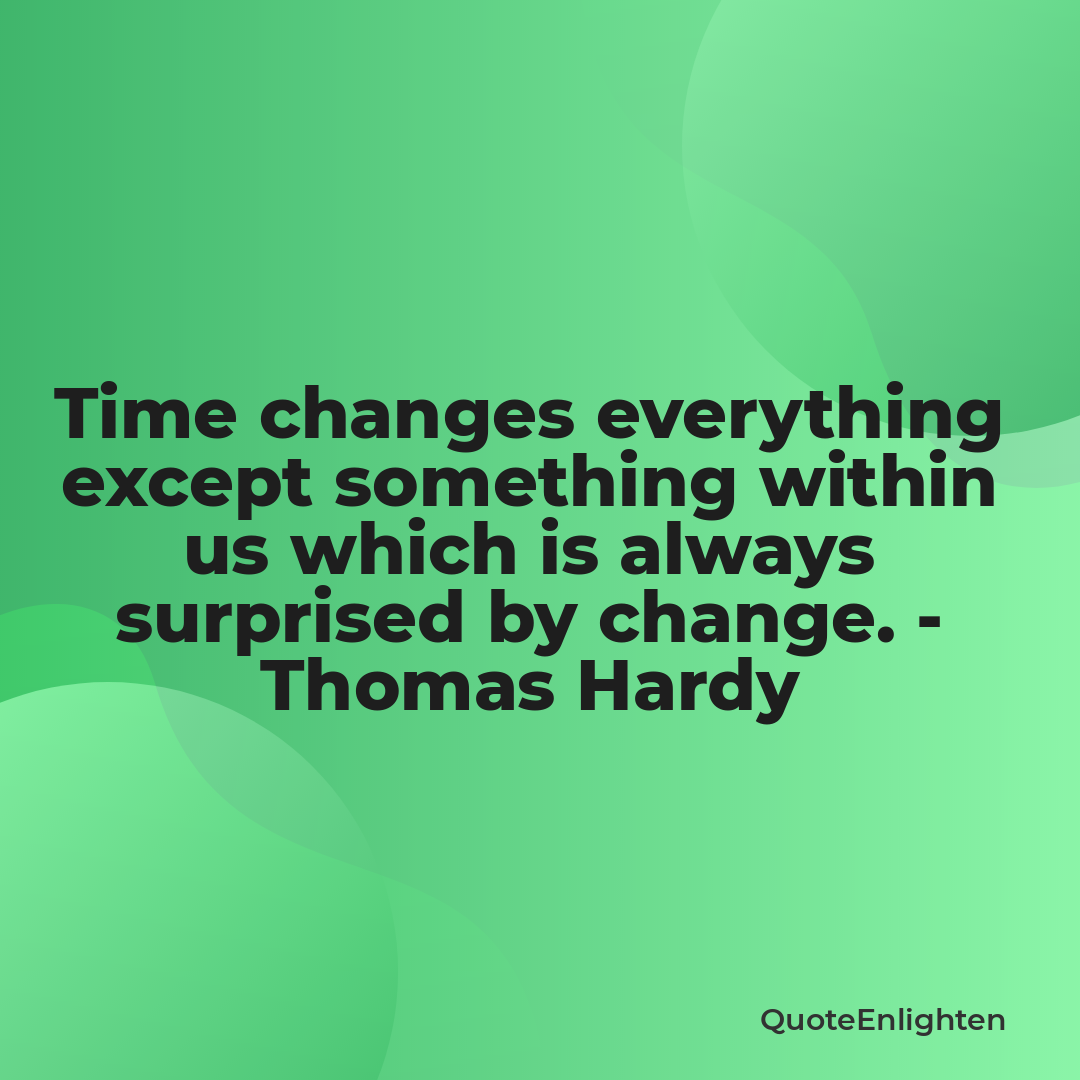 Time changes everything
except something within
us which is always
surprised by change. -
Thomas Hardy
QuoteEnlighten